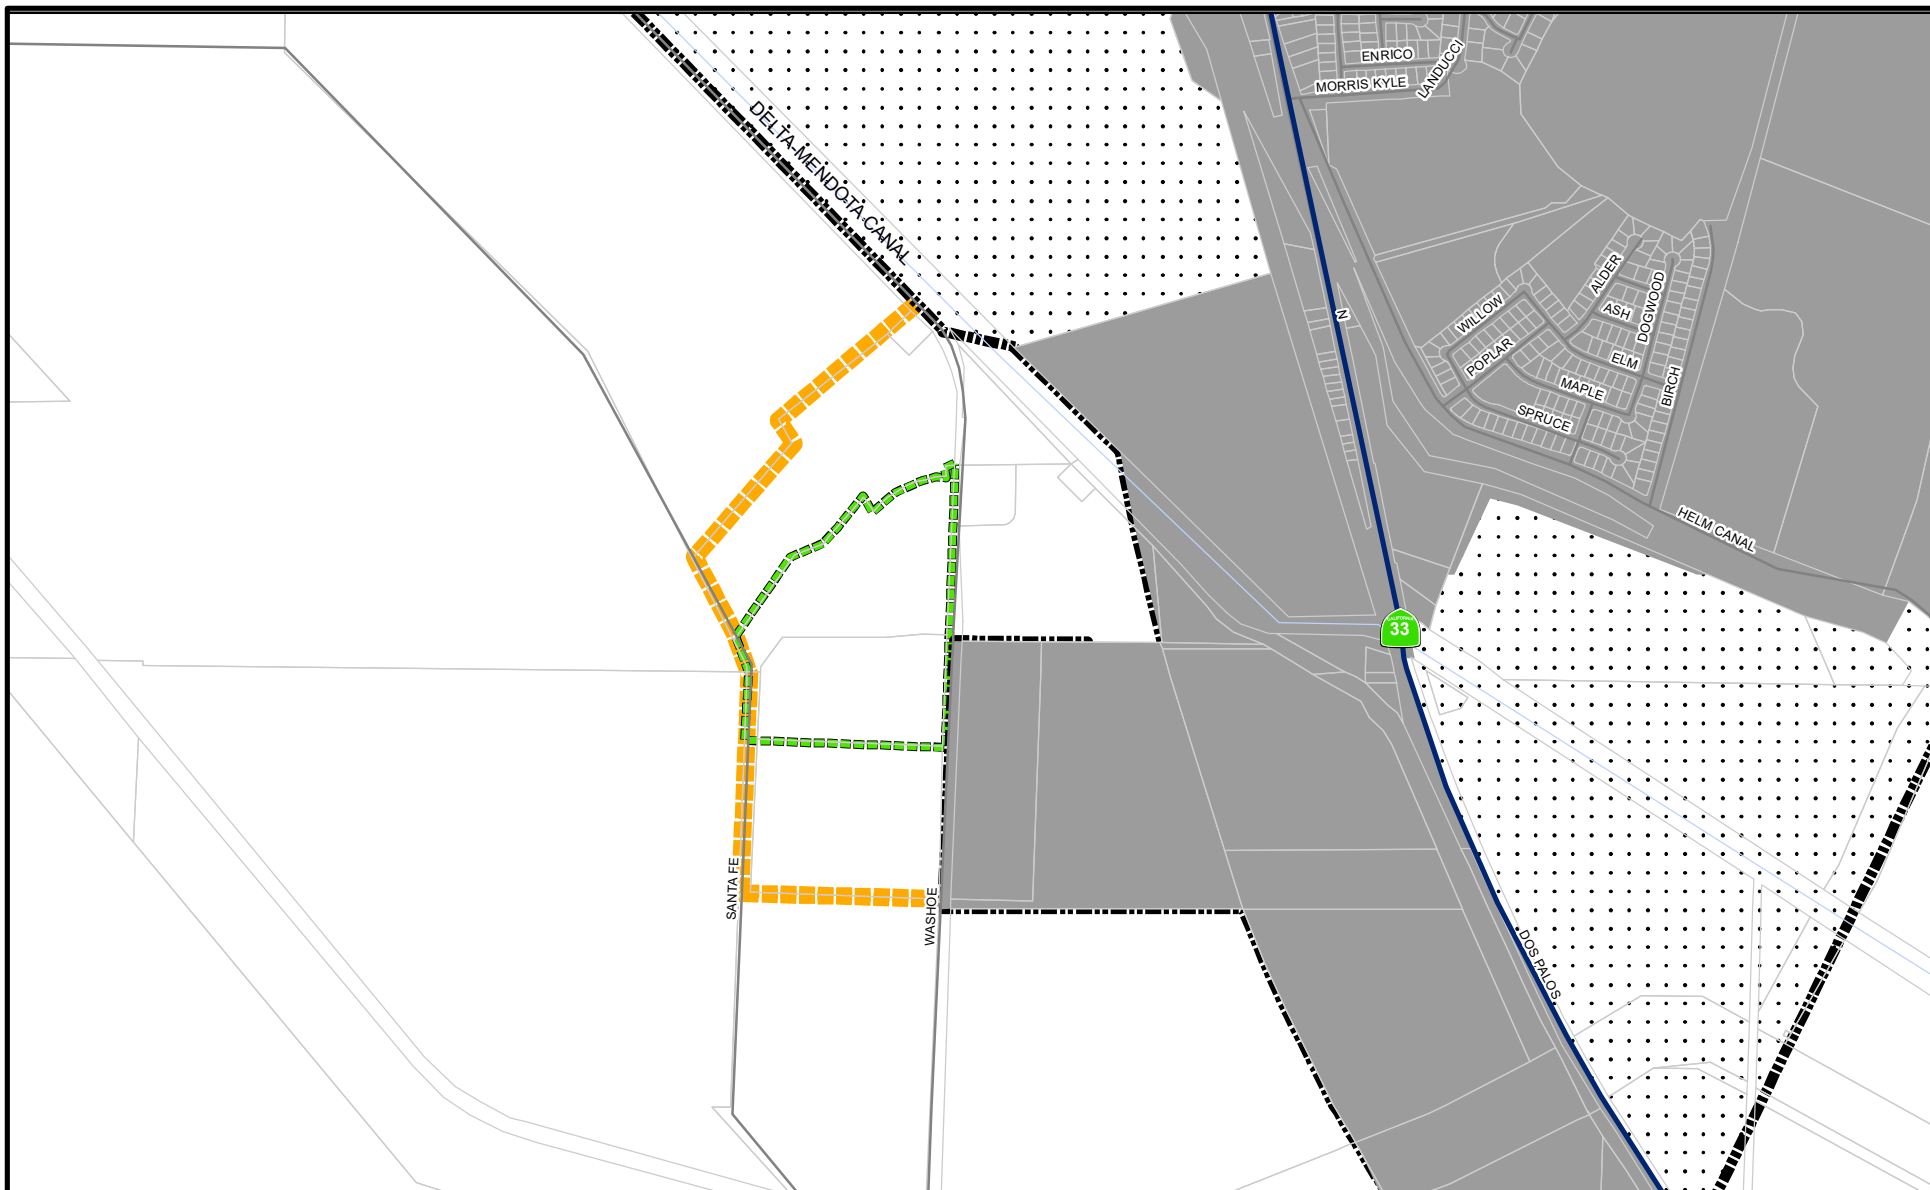 ENRICO
MORRIS KYLE
LANDUCCI
DELTA-MENDOTA CANAL
ALDER
DOGWOOD
WILLOW
ASH
N
POPLAR
ELM
MAPLE
BIRCH
SPRUCE
HELM CANAL
CALIFORNIA
33
SANTA FE
WASHOE
DOS PALOS